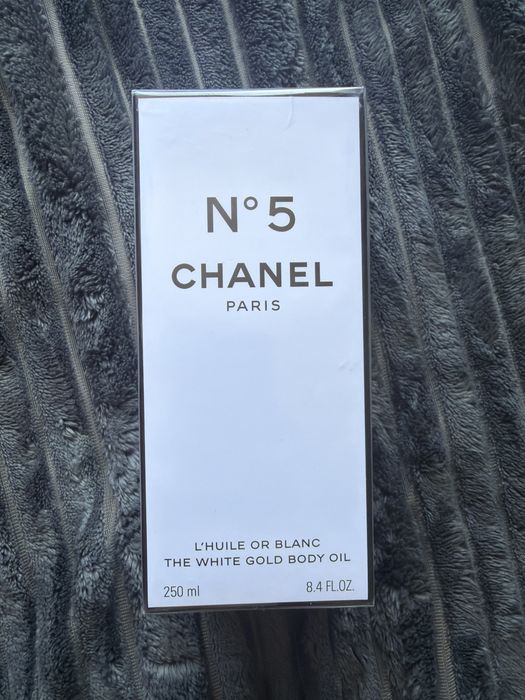 N°5
CHANEL
PARIS
L'HUILE OR BLANC
THE WHITE GOLD BODY OIL
250 ml 8.4 FL.OZ.